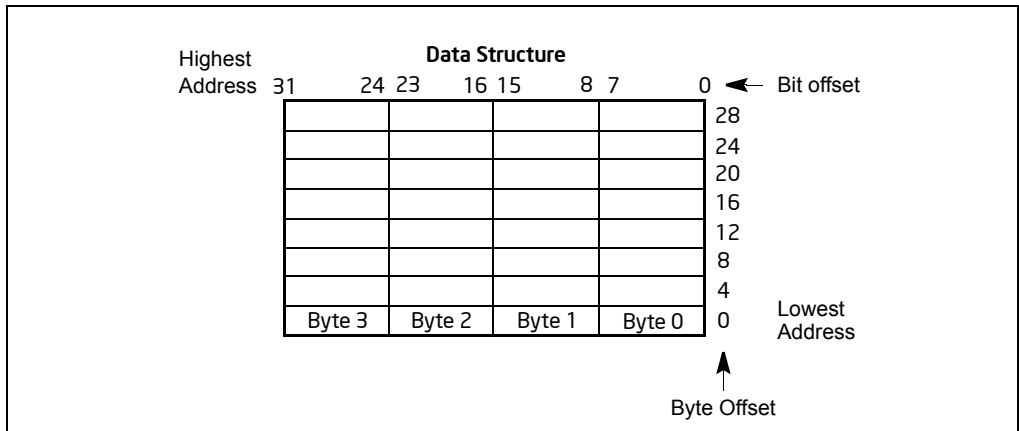 Data Structure
Highest
Address
31 24 23 16 15 8 7 0
Bit offset
28
24
20
16
12
8
4
Byte 3 Byte 2 Byte 1 Byte 0 0
Lowest
Address
Byte Offset